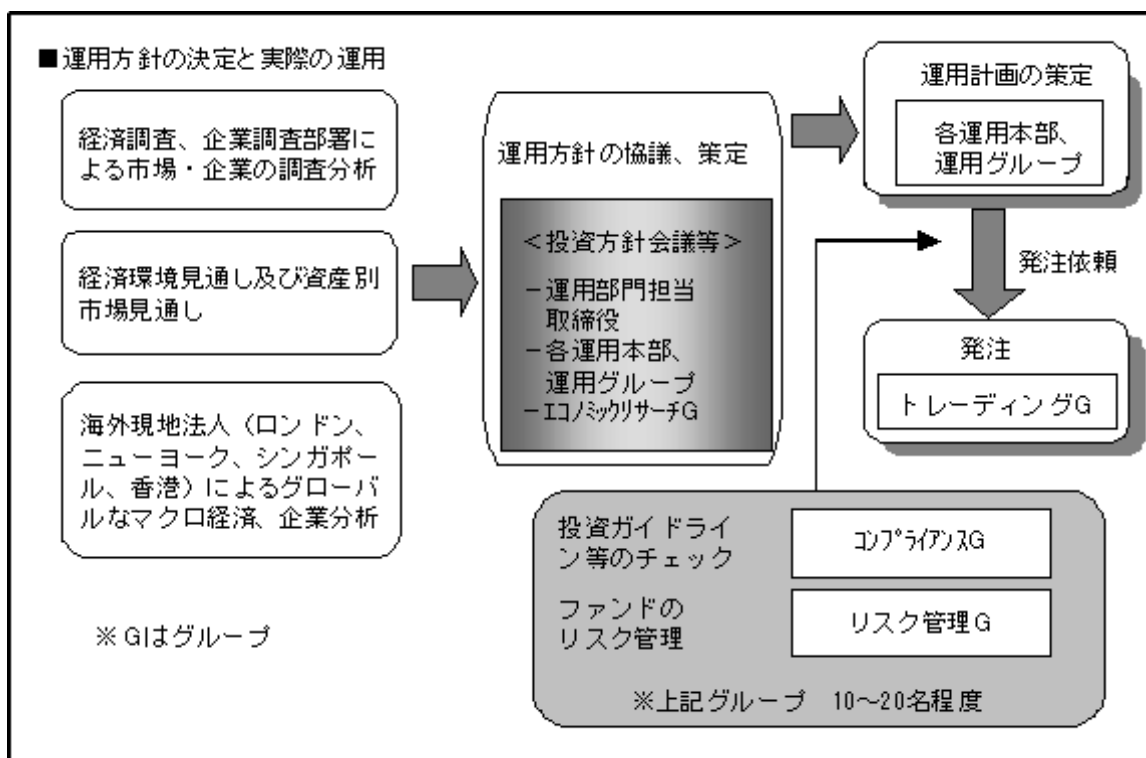 ■運用方針の決定と実際の運用
経済調査、企業調査部署に
よる市場・企業の調査分析
経済環境見通し及び資産別
市場見通し
海外現地法人（ロンドン、
ニューヨーク、シンガポー
ル、香港）によるグローバ
ルなマクロ経済、企業分析
※GIはグループ
運用方針の協議、策定
＜投資方針会議等＞
－運用部門担当
取締役
－各運用本部、
運用グループ
－ｴｺﾉﾐｯｸﾘｻｰﾁG
運用計画の策定
各運用本部、
運用グループ
発注依頼
発注
トレーディングG
投資ガイドライ
ン等のチェック
ｺﾝﾌﾟﾗｲｱﾝｽG
ファンドの
リスク管理
リスク管理G
※上記グループ　10～20名程度